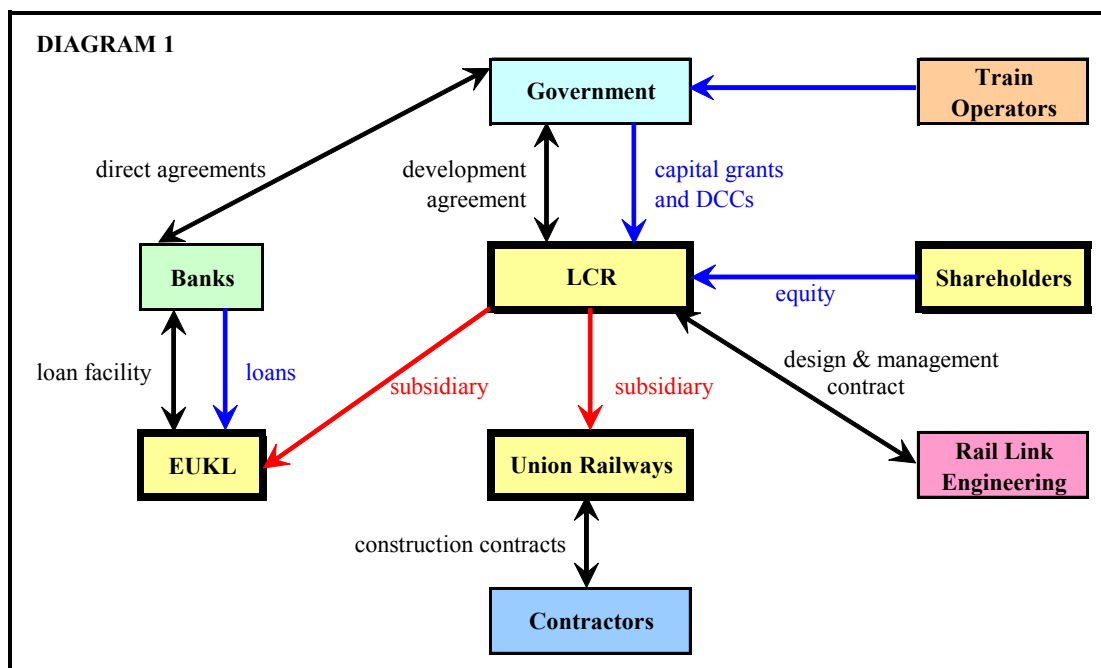 DIAGRAM 1
Government
Train
Operators
direct agreements
development
agreement
capital grants
and DCCs
Banks
LCR
Shareholders
equity
loan facility
loans
subsidiary
subsidiary
design & management
contract
EUKL
Union Railways
Rail Link
Engineering
construction contracts
Contractors